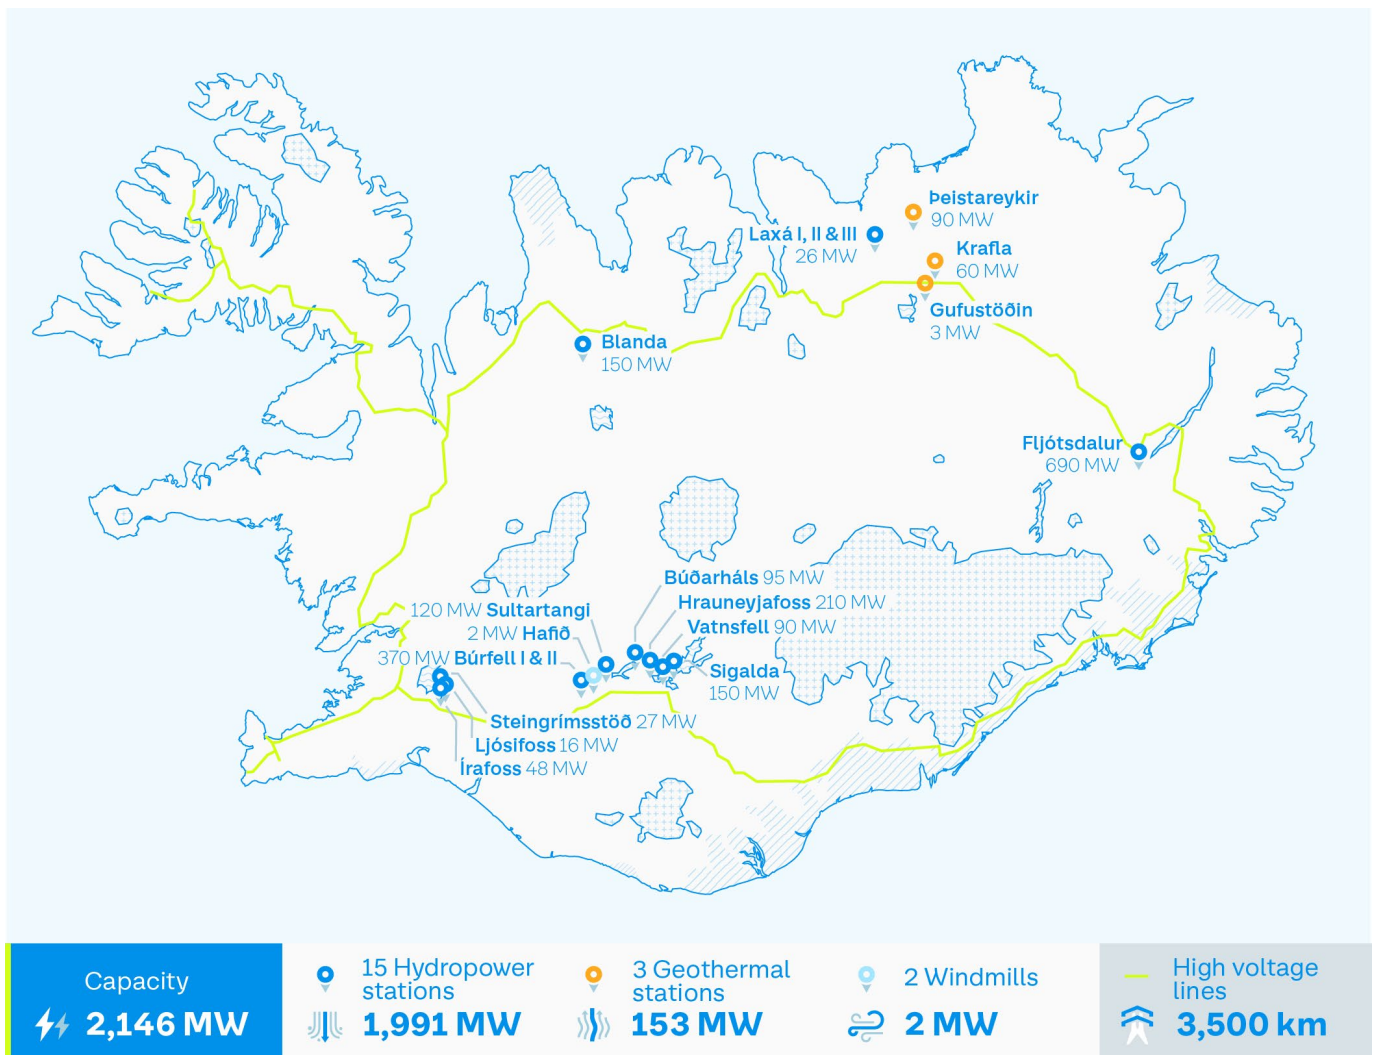 Þeistareykir
90 MW
Laxá I, II & III
26 MW
Krafla
60 MW
Gufustöðin
3 MW
Blanda
150 MW
Fljótsdalur
690 MW
Búðarháls 95 MW
Hrauneyjafoss 210 MW
120 MW Sultartangi
2 MW Hafið
Vatnsfell 90 MW
370 MW Búrfell I & II
Sigalda
150 MW
Steingrímsstöð 27 MW
Ljósifoss 16 MW
Írafoss 48 MW
Capacity
2,146 MW
15 Hydropower
stations
1,991 MW
3 Geothermal
stations
153 MW
2 Windmills
2 MW
High voltage
lines
3,500 km